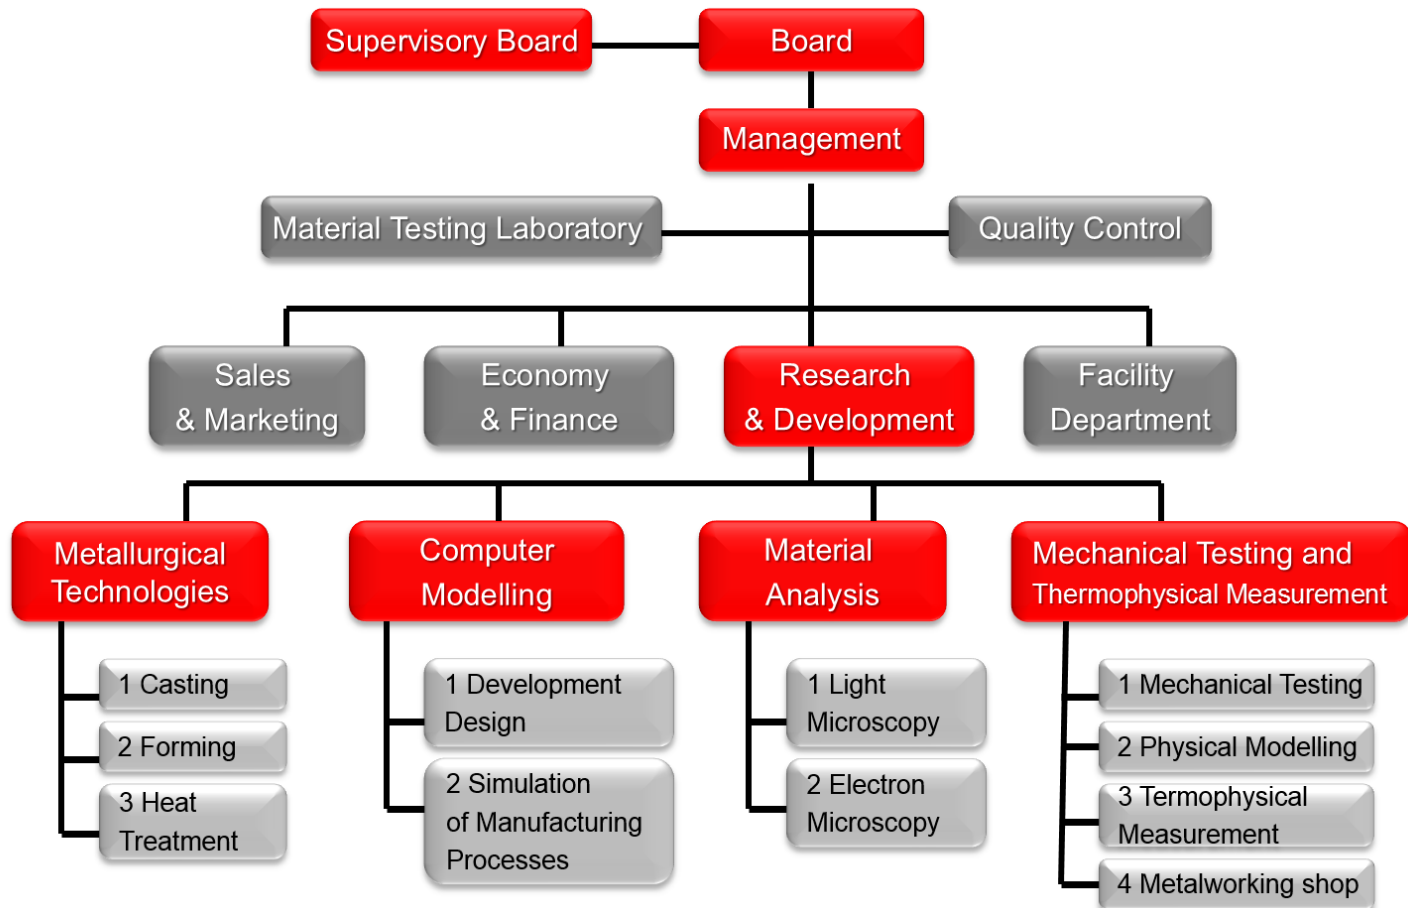 Supervisory Board
Board
Management
Material Testing Laboratory
Quality Control
Sales
& Marketing
Economy
& Finance
Research
& Development
Facility
Department
Metallurgical
Technologies
Computer
Modelling
Material
Analysis
Mechanical Testing and
Thermophysical Measurement
1 Casting
2 Forming
3 Heat
Treatment
1 Development
Design
2 Simulation
of Manufacturing
Processes
1 Light
Microscopy
2 Electron
Microscopy
1 Mechanical Testing
2 Physical Modelling
3 Termophysical
Measurement
4 Metalworking shop